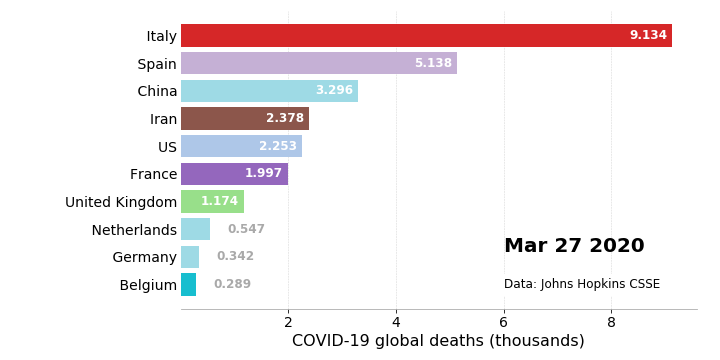 Italy 9.134
Spain 5.138
China 3.296
Iran 2.378
US 2.253
France 1.997
United Kingdom 1.174
Netherlands 0.547
Germany 0.342
Belgium 0.289
Mar 27 2020
Data: Johns Hopkins CSSE
2 4 6 8
COVID-19 global deaths (thousands)